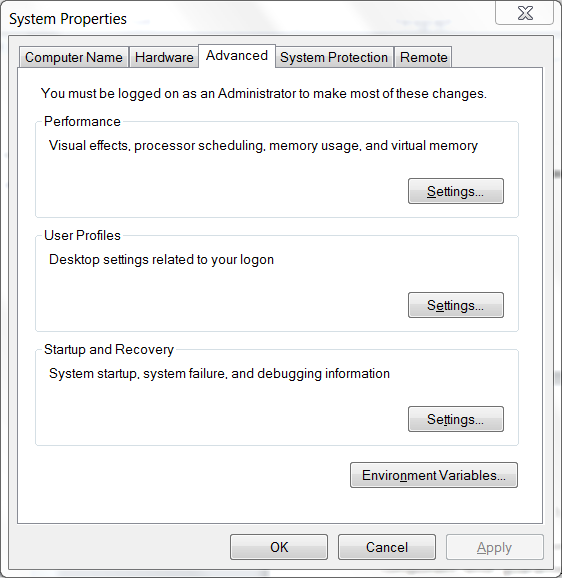 System Properties
Computer Name Hardware Advanced System Protection Remote
You must be logged on as an Administrator to make most of these changes.
Performance
Visual effects, processor scheduling, memory usage, and virtual memory
Settings...
User Profiles
Desktop settings related to your logon
Settings...
Startup and Recovery
System startup, system failure, and debugging information
Settings...
Environment Variables...
OK Cancel Apply